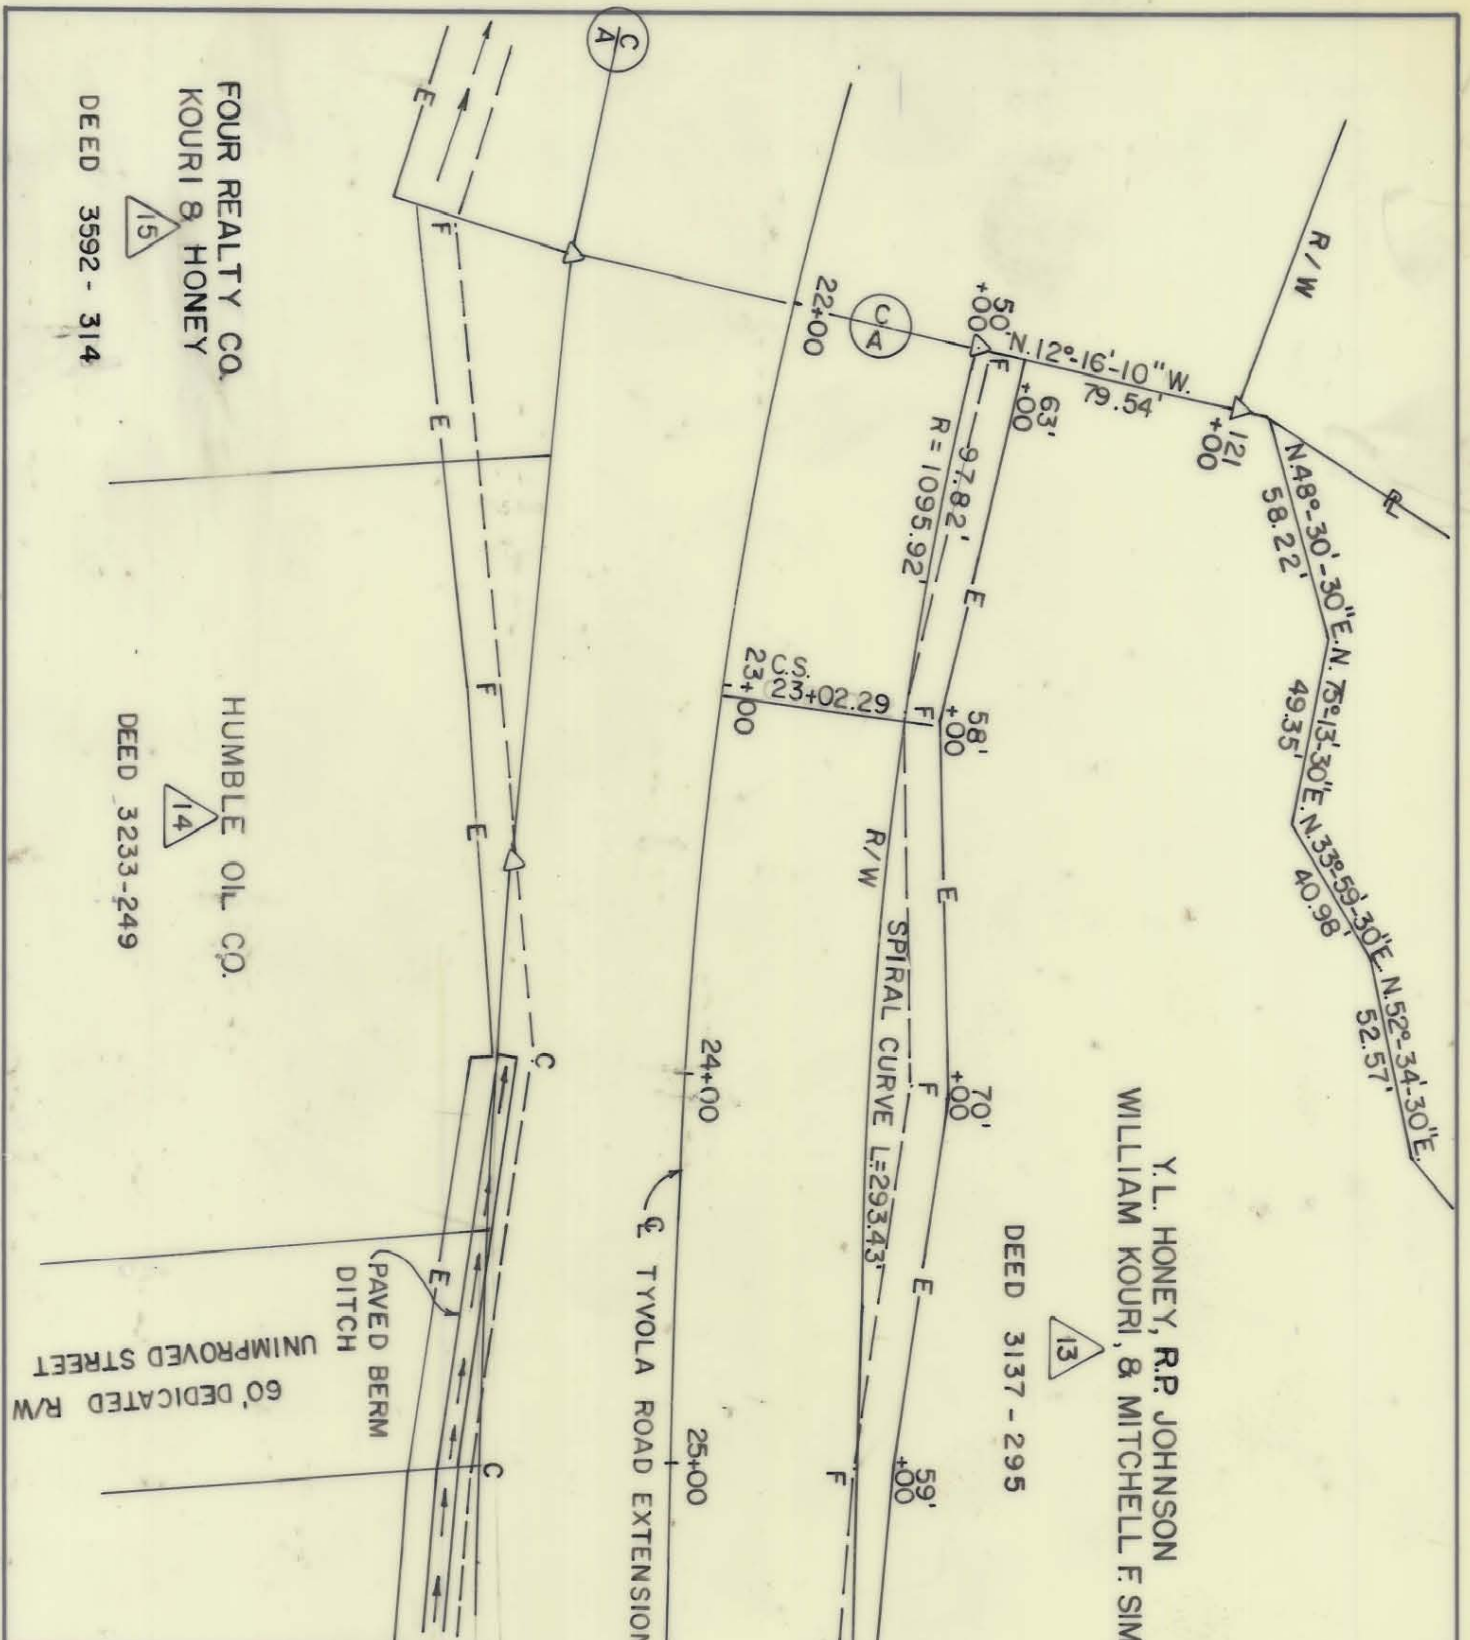 C
A
R/W
22+00
C
A
50'
+00
N.12°-16'-10"W.
79.54'
63'
+00
121
+00
N.48°-30'-30"E.
58.22'
N.75°-13'-30"E.
49.35'
N.33°-59'-30"E.
40.98'
N.52°-34'-30"E.
52.57'
97.82'
R=1095.92'
C.S.
23+02.29
23+00
58'
+00
R/W
SPIRAL CURVE L=293.43'
70'
+00
59'
+00
24+00
25+00
TYVOLA ROAD EXTENSION
Y.L. HONEY, R.P. JOHNSON
WILLIAM KOURI, & MITCHELL F. SIM
13
DEED 3137-295
FOUR REALTY CO.
KOURI & HONEY
15
DEED 3592-314
HUMBLE OIL CO.
14
DEED 3233-249
PAVED BERM
DITCH
60' DEDICATED R/W
UNIMPROVED STREET
E
E
E
E
E
E
E
E
F
F
F
F
F
F
C
C